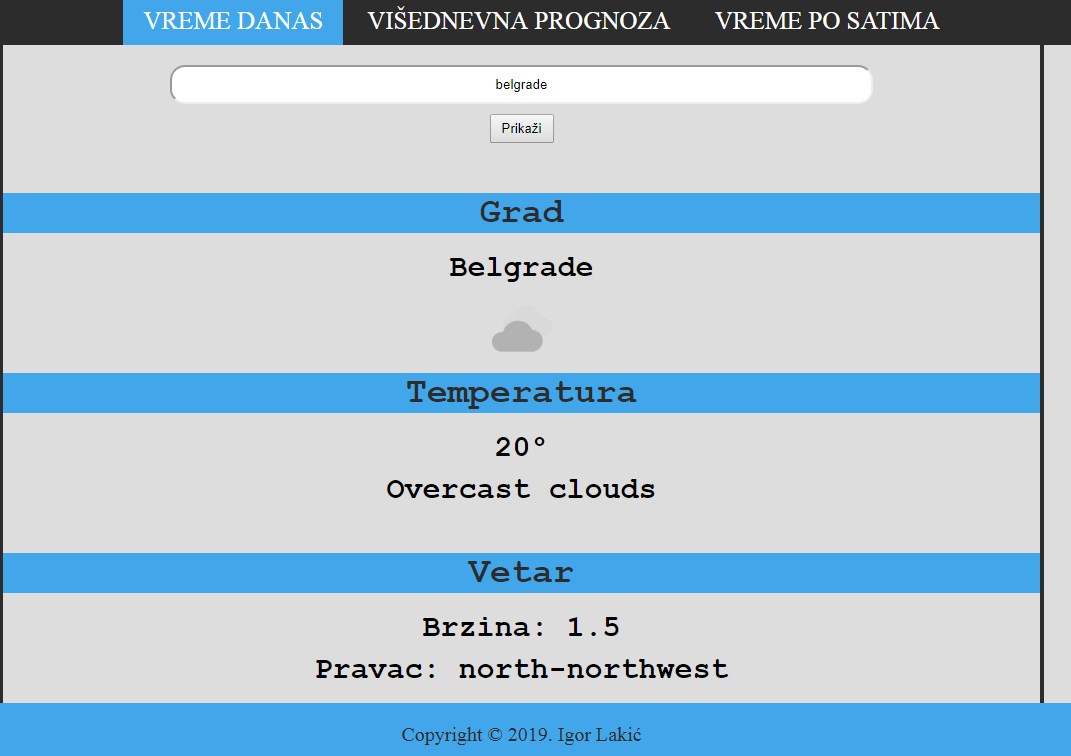 VREME DANAS VIŠEDNEVNA PROGNOZA VREME PO SATIMA
belgrade
Prikaži
Grad
Belgrade
Temperatura
20°
Overcast clouds
Vetar
Brzina: 1.5
Pravac: north-northwest
Copyright © 2019. Igor Lakić